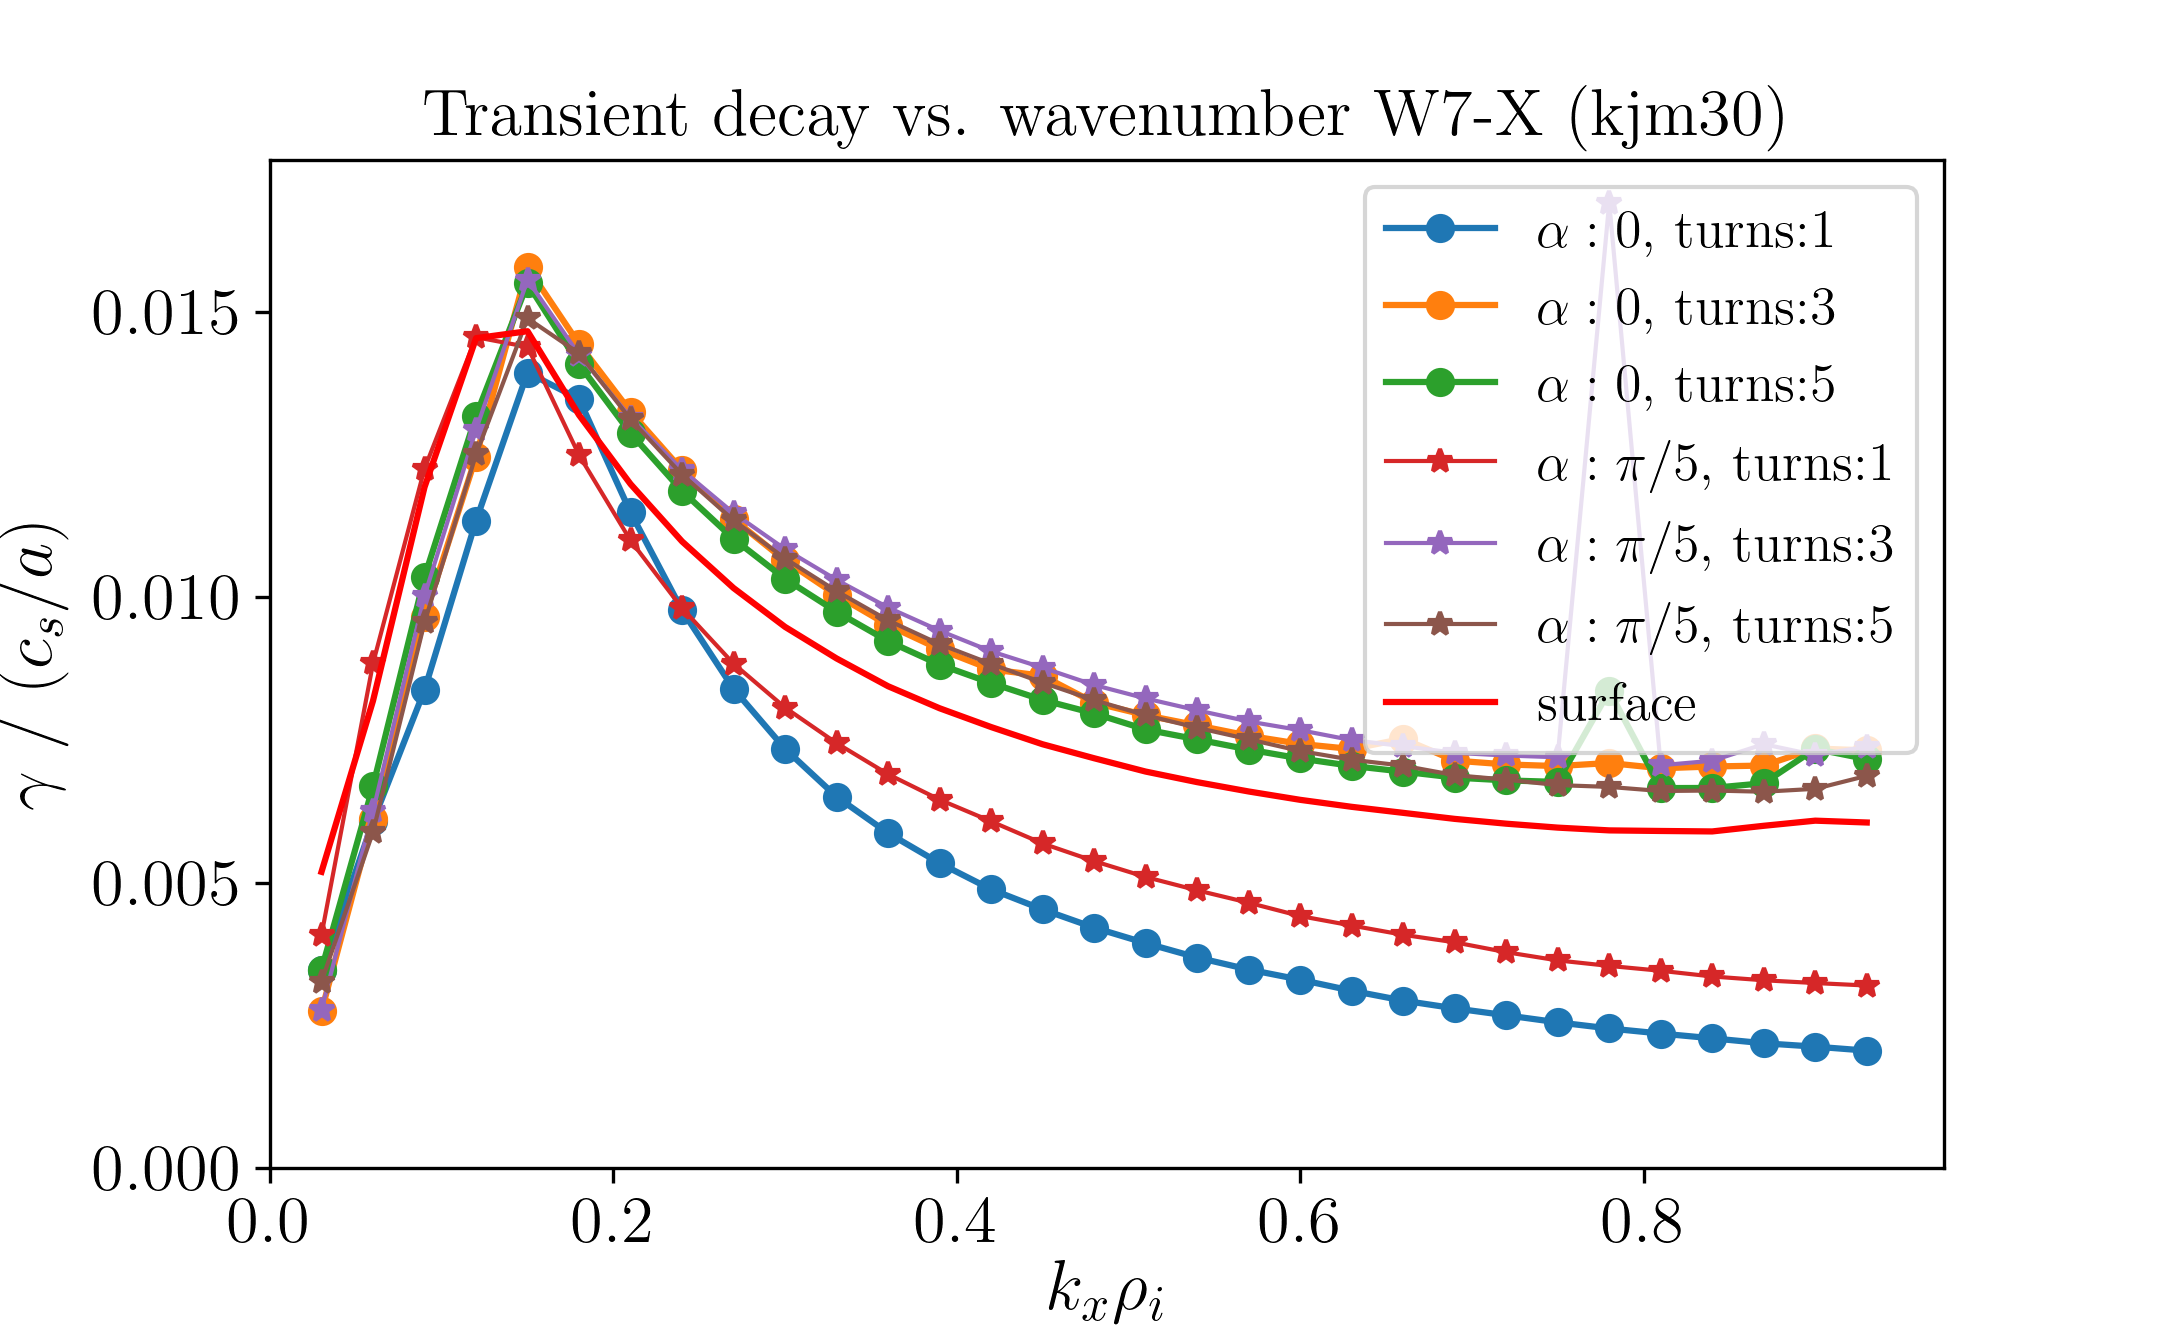 Transient decay vs. wavenumber W7-X (kjm30)
α : 0, turns:1
α : 0, turns:3
α : 0, turns:5
α : π/5, turns:1
α : π/5, turns:3
α : π/5, turns:5
surface
γ / (c_s/a)
0.015
0.010
0.005
0.000
0.0 0.2 0.4 0.6 0.8
k_xρ_i